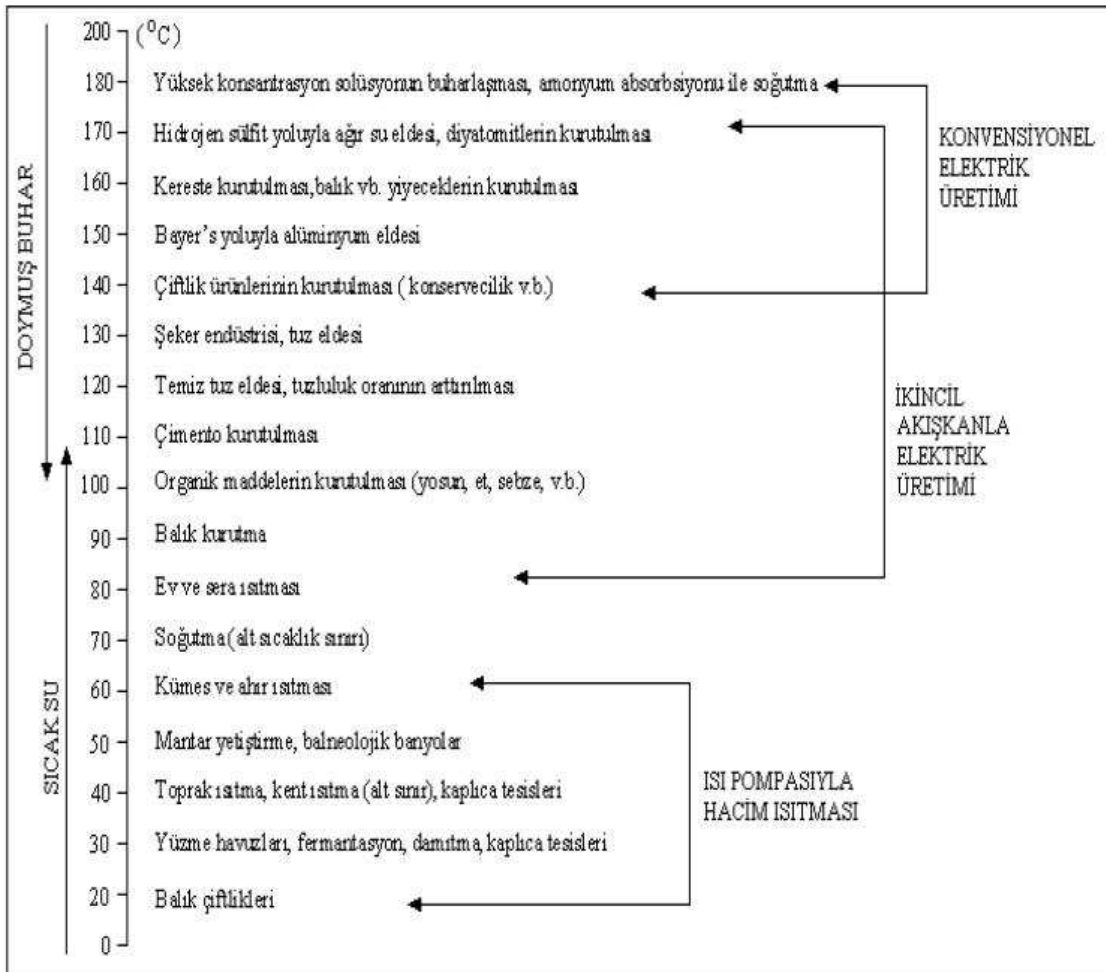 200 (⁰C)
180 Yüksek konsantrasyon solüsyonun buharlaşması, amonyum absorbsiyonu ile soğutma
170 Hidrojen sülfit yoluyla ağır su eldesi, diyatomitlerin kurutulması
160 Kereste kurutulması,balık vb. yiyeceklerin kurutulması
150 Bayer's yoluyla alüminyum eldesi
140 Çiftlik ürünlerinin kurutulması ( konservecilik v.b.)
130 Şeker endüstrisi, tuz eldesi
120 Temiz tuz eldesi, tuzluluk oranının arttırılması
110 Çimento kurutulması
100 Organik maddelerin kurutulması (yosun, et, sebze, v.b.)
90 Balık kurutma
80 Ev ve sera ısıtması
70 Soğutma (alt sıcaklık sınırı)
60 Kümes ve ahır ısıtması
50 Mantar yetiştirme, balneolojik banyolar
40 Toprak ısıtma, kent ısıtma (alt sınır), kaplıca tesisleri
30 Yüzme havuzları, fermantasyon, damıtma, kaplıca tesisleri
20 Balık çiftlikleri
0
DOYMUŞ BUHAR
SICAK SU
KONVENSİYONEL
ELEKTRİK
ÜRETİMİ
İKİNCİL
AKIŞKANLA
ELEKTRİK
ÜRETİMİ
ISI POMPASIYLA
HACİM ISITMASI